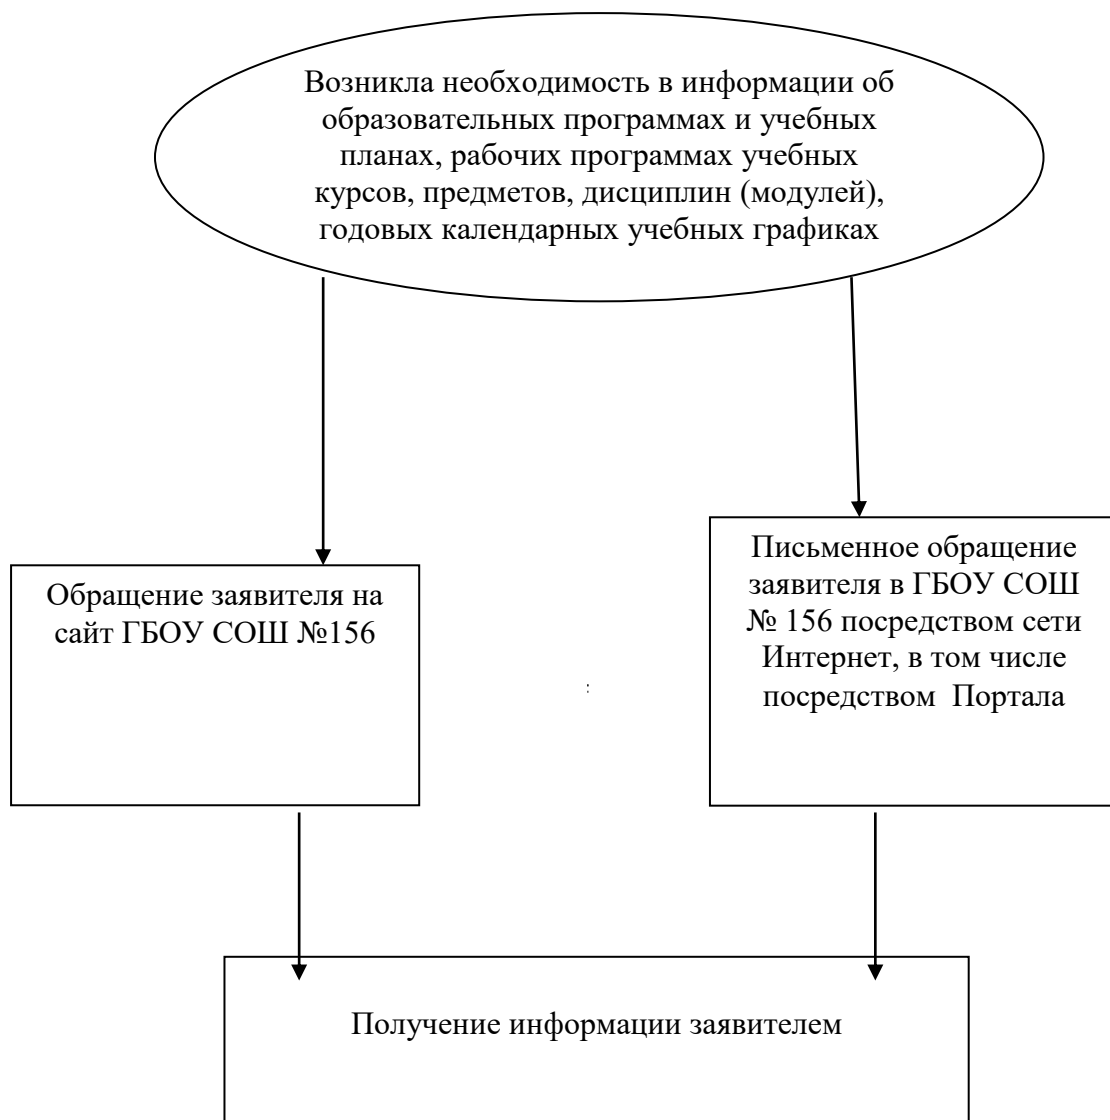 Возникла необходимость в информации об
образовательных программах и учебных
планах, рабочих программах учебных
курсов, предметов, дисциплин (модулей),
годовых календарных учебных графиках
Обращение заявителя на
сайт ГБОУ СОШ №156
Письменное обращение
заявителя в ГБОУ СОШ
№ 156 посредством сети
Интернет, в том числе
посредством  Портала
:
Получение информации заявителем